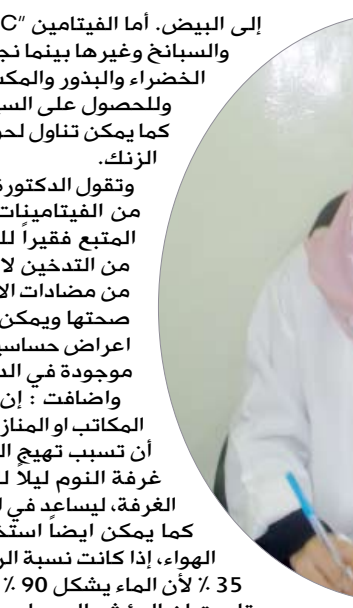 إلى البيض. أما الفيتامين "C
والسبانخ وغيرها بينما نج
الخضراء والبذور والمكس
وللحصول على السي
كما يمكن تناول لحو
الزنك.
وتقول الدكتورة
من الفيتامينات
المتبع فقيراً لل
من التدخين لا
من مضادات الا
صحتها ويمكن
اعراض حساسي
موجودة في الد
واضافت : إن
المكاتب او المناز
أن تسبب تهيج ال
غرفة النوم ليلاً ل
الغرفة، ليساعد في ا
كما يمكن ايضاً استخ
الهواء، إذا كانت نسبة الر
35 ٪ لأن الماء يشكل 90 ٪